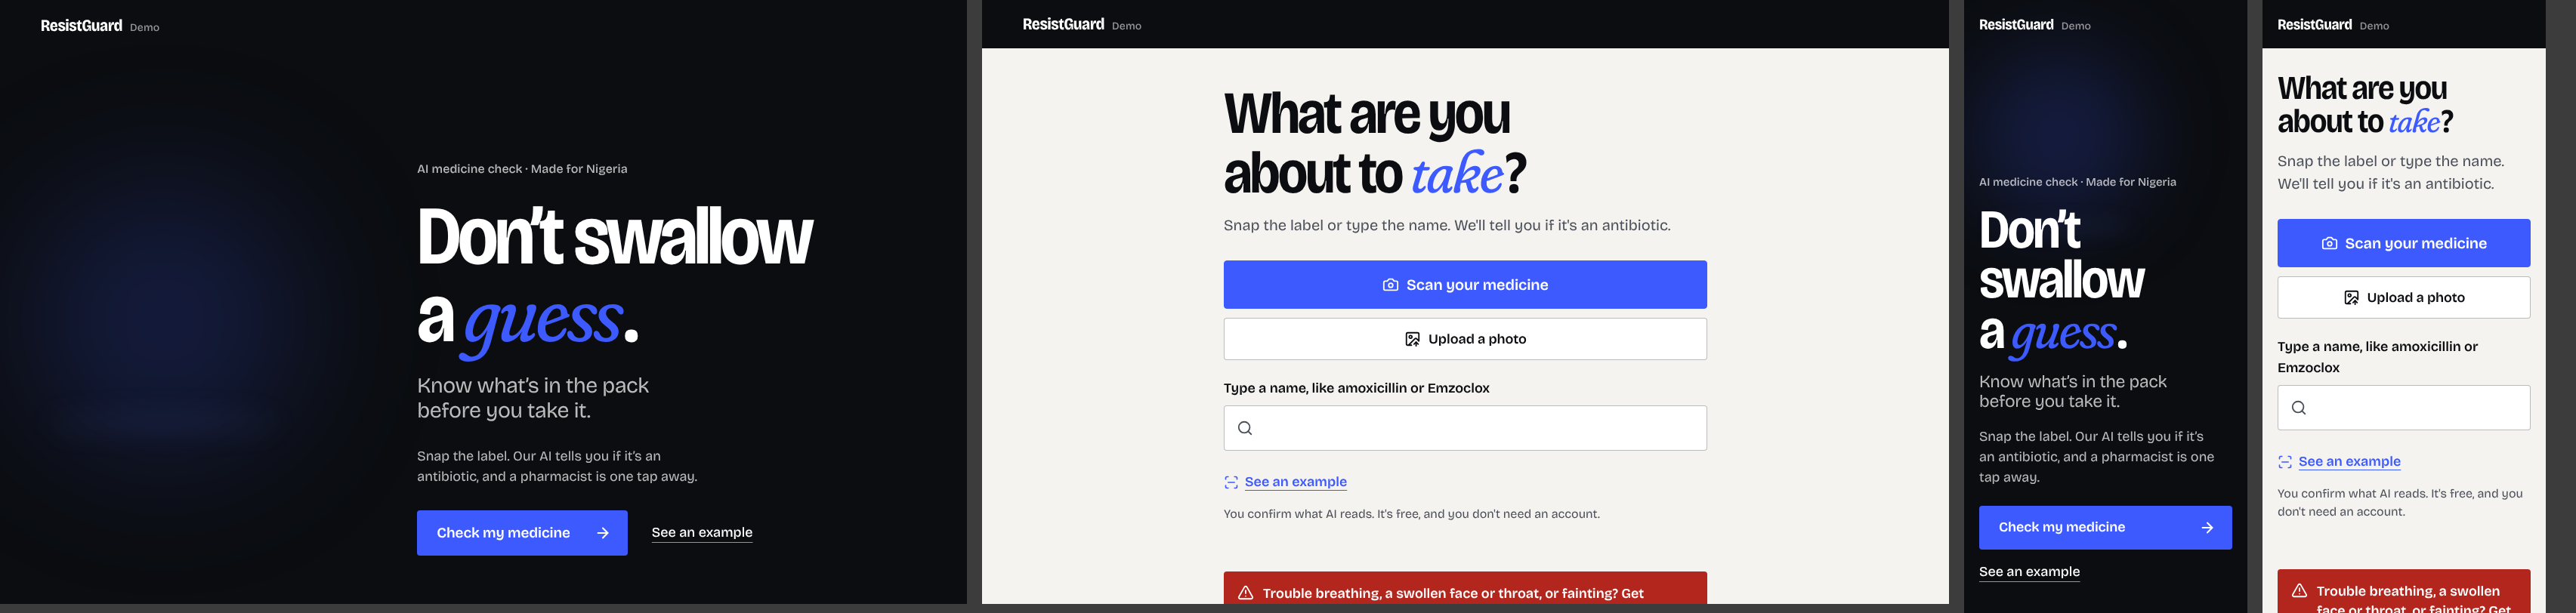 ResistGuard Demo
AI medicine check · Made for Nigeria
Don’t swallow
a guess.
Know what’s in the pack
before you take it.
Snap the label. Our AI tells you if it’s an
antibiotic, and a pharmacist is one tap away.
Check my medicine
See an example
ResistGuard Demo
What are you
about to take?
Snap the label or type the name. We'll tell you if it's an antibiotic.
Scan your medicine
Upload a photo
Type a name, like amoxicillin or Emzoclox
See an example
You confirm what AI reads. It's free, and you don't need an account.
Trouble breathing, a swollen face or throat, or fainting? Get
ResistGuard Demo
AI medicine check · Made for Nigeria
Don’t
swallow
a guess.
Know what’s in the pack
before you take it.
Snap the label. Our AI tells you if it’s
an antibiotic, and a pharmacist is one
tap away.
Check my medicine
See an example
ResistGuard Demo
What are you
about to take?
Snap the label or type the name.
We'll tell you if it's an antibiotic.
Scan your medicine
Upload a photo
Type a name, like amoxicillin or
Emzoclox
See an example
You confirm what AI reads. It's free, and you
don't need an account.
Trouble breathing, a swollen
face or throat, or fainting? Get